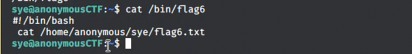 sye@anonymousCTF:~$ cat /bin/flag6
#!/bin/bash
cat /home/anonymous/sye/flag6.txt
sye@anonymousCTF:~$